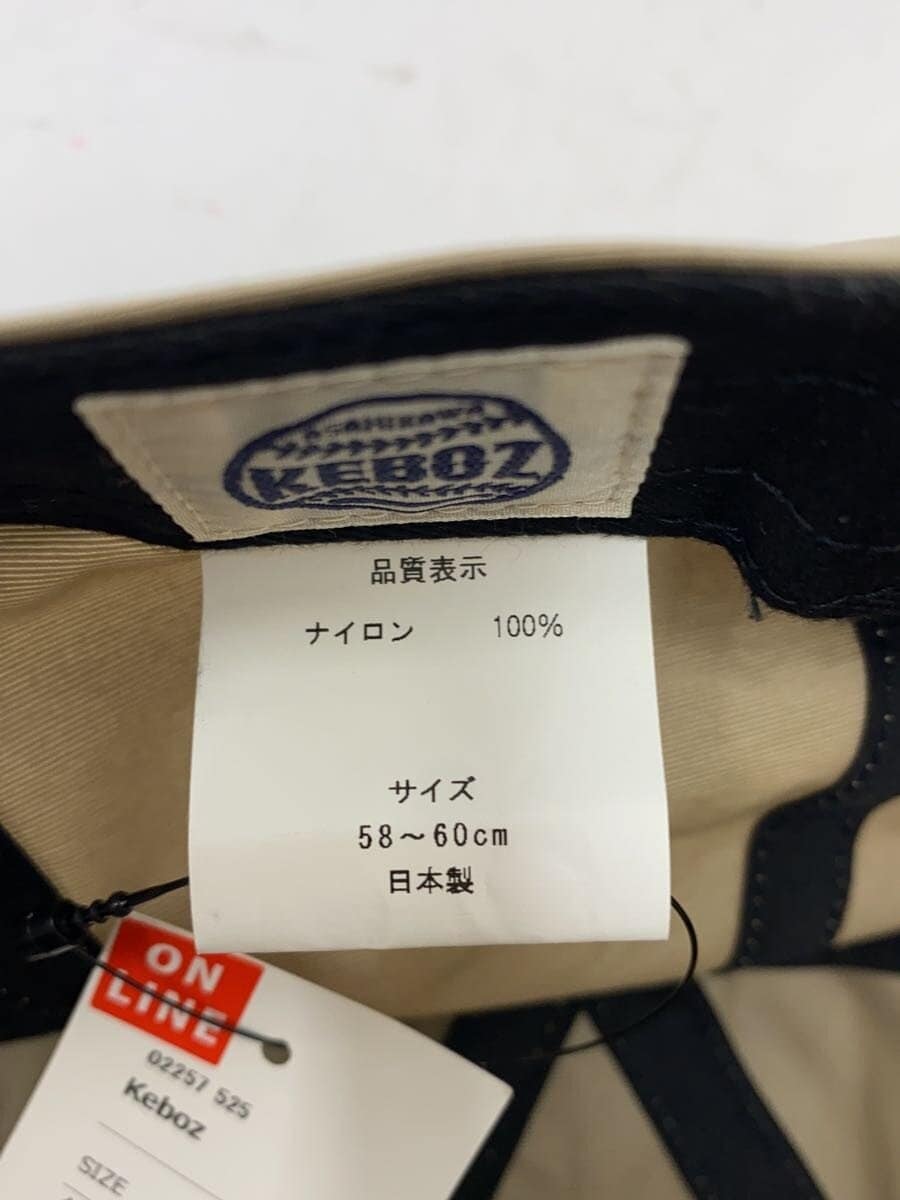 KEBOZ
品質表示
ナイロン 100%
サイズ
58～60cm
日本製
ON
LINE
02257 525
Keboz
SIZE